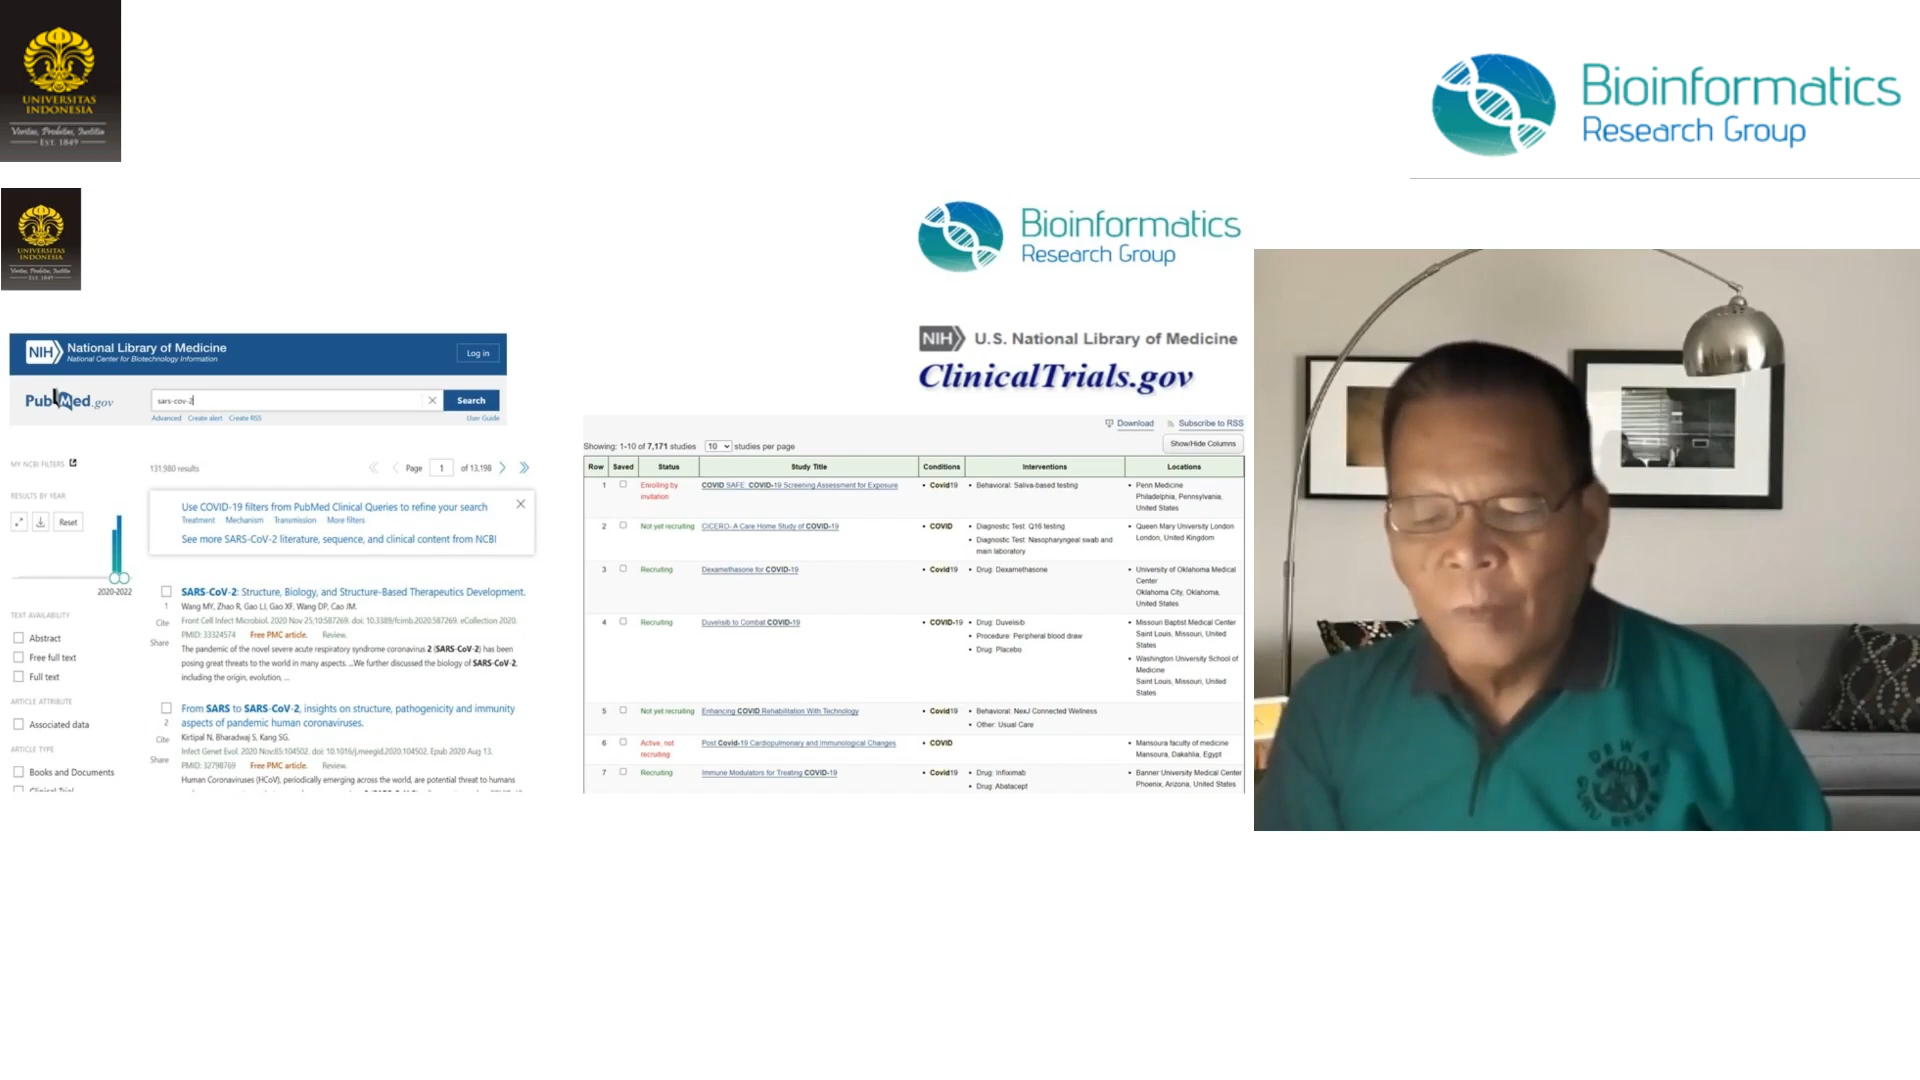 UNIVERSITAS
INDONESIA
Veritas, Probitas, Iustitia
EST. 1849
Bioinformatics
Research Group
UNIVERSITAS
INDONESIA
Veritas, Probitas, Iustitia
EST. 1849
Bioinformatics
Research Group
NIH National Library of Medicine
National Center for Biotechnology Information
Log in
PubMed.gov
sars-cov-2
Search
Advanced Create alert Create RSS
User Guide
MY NCBI FILTERS
131,980 results
Page 1 of 13,198
RESULTS BY YEAR
Reset
2020-2022
Use COVID-19 filters from PubMed Clinical Queries to refine your search
Treatment Mechanism Transmission More filters
See more SARS-CoV-2 literature, sequence, and clinical content from NCBI
TEXT AVAILABILITY
Abstract
Free full text
Full text
ARTICLE ATTRIBUTE
Associated data
ARTICLE TYPE
Books and Documents
Clinical Trial
SARS-CoV-2: Structure, Biology, and Structure-Based Therapeutics Development.
1
Cite
Share
Wang MY, Zhao R, Gao LJ, Gao XF, Wang DP, Cao JM.
Front Cell Infect Microbiol. 2020 Nov 25;10:587269. doi: 10.3389/fcimb.2020.587269. eCollection 2020.
PMID: 33324574 Free PMC article. Review.
The pandemic of the novel severe acute respiratory syndrome coronavirus 2 (SARS-CoV-2) has been
posing great threats to the world in many aspects. ...We further discussed the biology of SARS-CoV-2,
including the origin, evolution, ...
From SARS to SARS-CoV-2, insights on structure, pathogenicity and immunity
aspects of pandemic human coronaviruses.
2
Cite
Share
Kirtipal N, Bharadwaj S, Kang SG.
Infect Genet Evol. 2020 Nov;85:104502. doi: 10.1016/j.meegid.2020.104502. Epub 2020 Aug 13.
PMID: 32798769 Free PMC article. Review.
Human Coronaviruses (HCoV), periodically emerging across the world, are potential threat to humans
NIH U.S. National Library of Medicine
ClinicalTrials.gov
Download Subscribe to RSS
Showing: 1-10 of 7,171 studies 10 studies per page
Show/Hide Columns
Row Saved Status Study Title Conditions Interventions Locations
1 Enrolling by invitation COVID SAFE: COVID-19 Screening Assessment for Exposure • Covid19 • Behavioral: Saliva-based testing • Penn Medicine Philadelphia, Pennsylvania, United States
2 Not yet recruiting CICERO- A Care Home Study of COVID-19 • COVID • Diagnostic Test: Q16 testing • Diagnostic Test: Nasopharyngeal swab and main laboratory • Queen Mary University London London, United Kingdom
3 Recruiting Dexamethasone for COVID-19 • Covid19 • Drug: Dexamethasone • University of Oklahoma Medical Center Oklahoma City, Oklahoma, United States
4 Recruiting Duvelisib to Combat COVID-19 • COVID-19 • Drug: Duvelisib • Procedure: Peripheral blood draw • Drug: Placebo • Missouri Baptist Medical Center Saint Louis, Missouri, United States • Washington University School of Medicine Saint Louis, Missouri, United States
5 Not yet recruiting Enhancing COVID Rehabilitation With Technology • Covid19 • Behavioral: NexJ Connected Wellness • Other: Usual Care
6 Active, not recruiting Post Covid-19 Cardiopulmonary and Immunological Changes • COVID • Mansoura faculty of medicine Mansoura, Dakahlia, Egypt
7 Recruiting Immune Modulators for Treating COVID-19 • Covid19 • Drug: Infliximab • Drug: Abatacept • Banner University Medical Center Phoenix, Arizona, United States
DEWAN
GURU BESAR